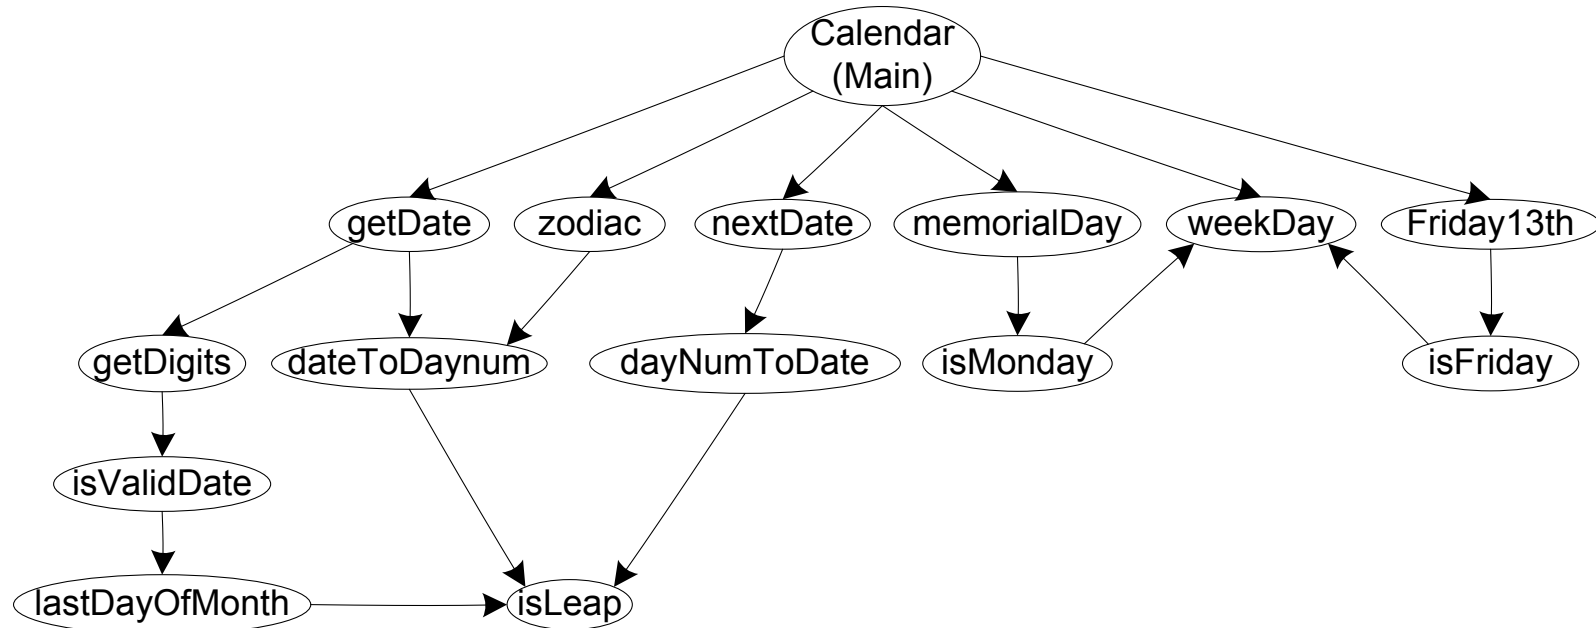 Calendar
(Main)
getDate
zodiac
nextDate
memorialDay
weekDay
Friday13th
getDigits
dateToDaynum
dayNumToDate
isMonday
isFriday
isValidDate
lastDayOfMonth
isLeap